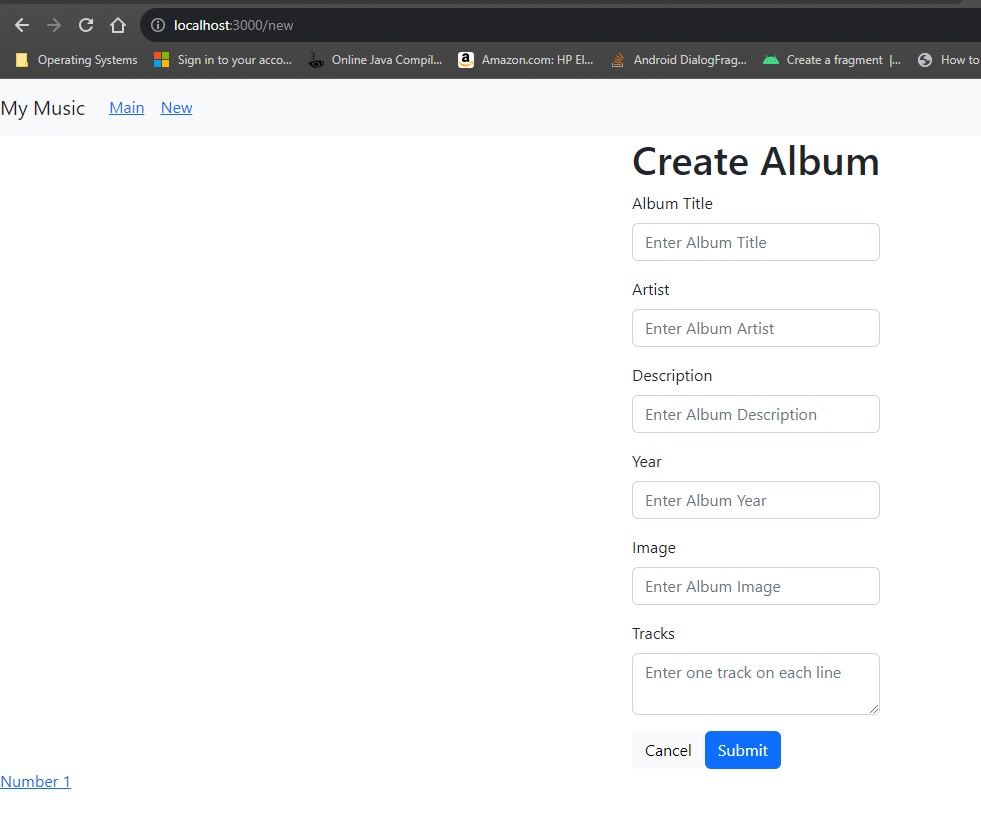 localhost:3000/new
Operating Systems Sign in to your acco... Online Java Compil... Amazon.com: HP El... Android DialogFrag... Create a fragment |... How to
My Music Main New
Create Album
Album Title
Enter Album Title
Artist
Enter Album Artist
Description
Enter Album Description
Year
Enter Album Year
Image
Enter Album Image
Tracks
Enter one track on each line
Cancel Submit
Number 1